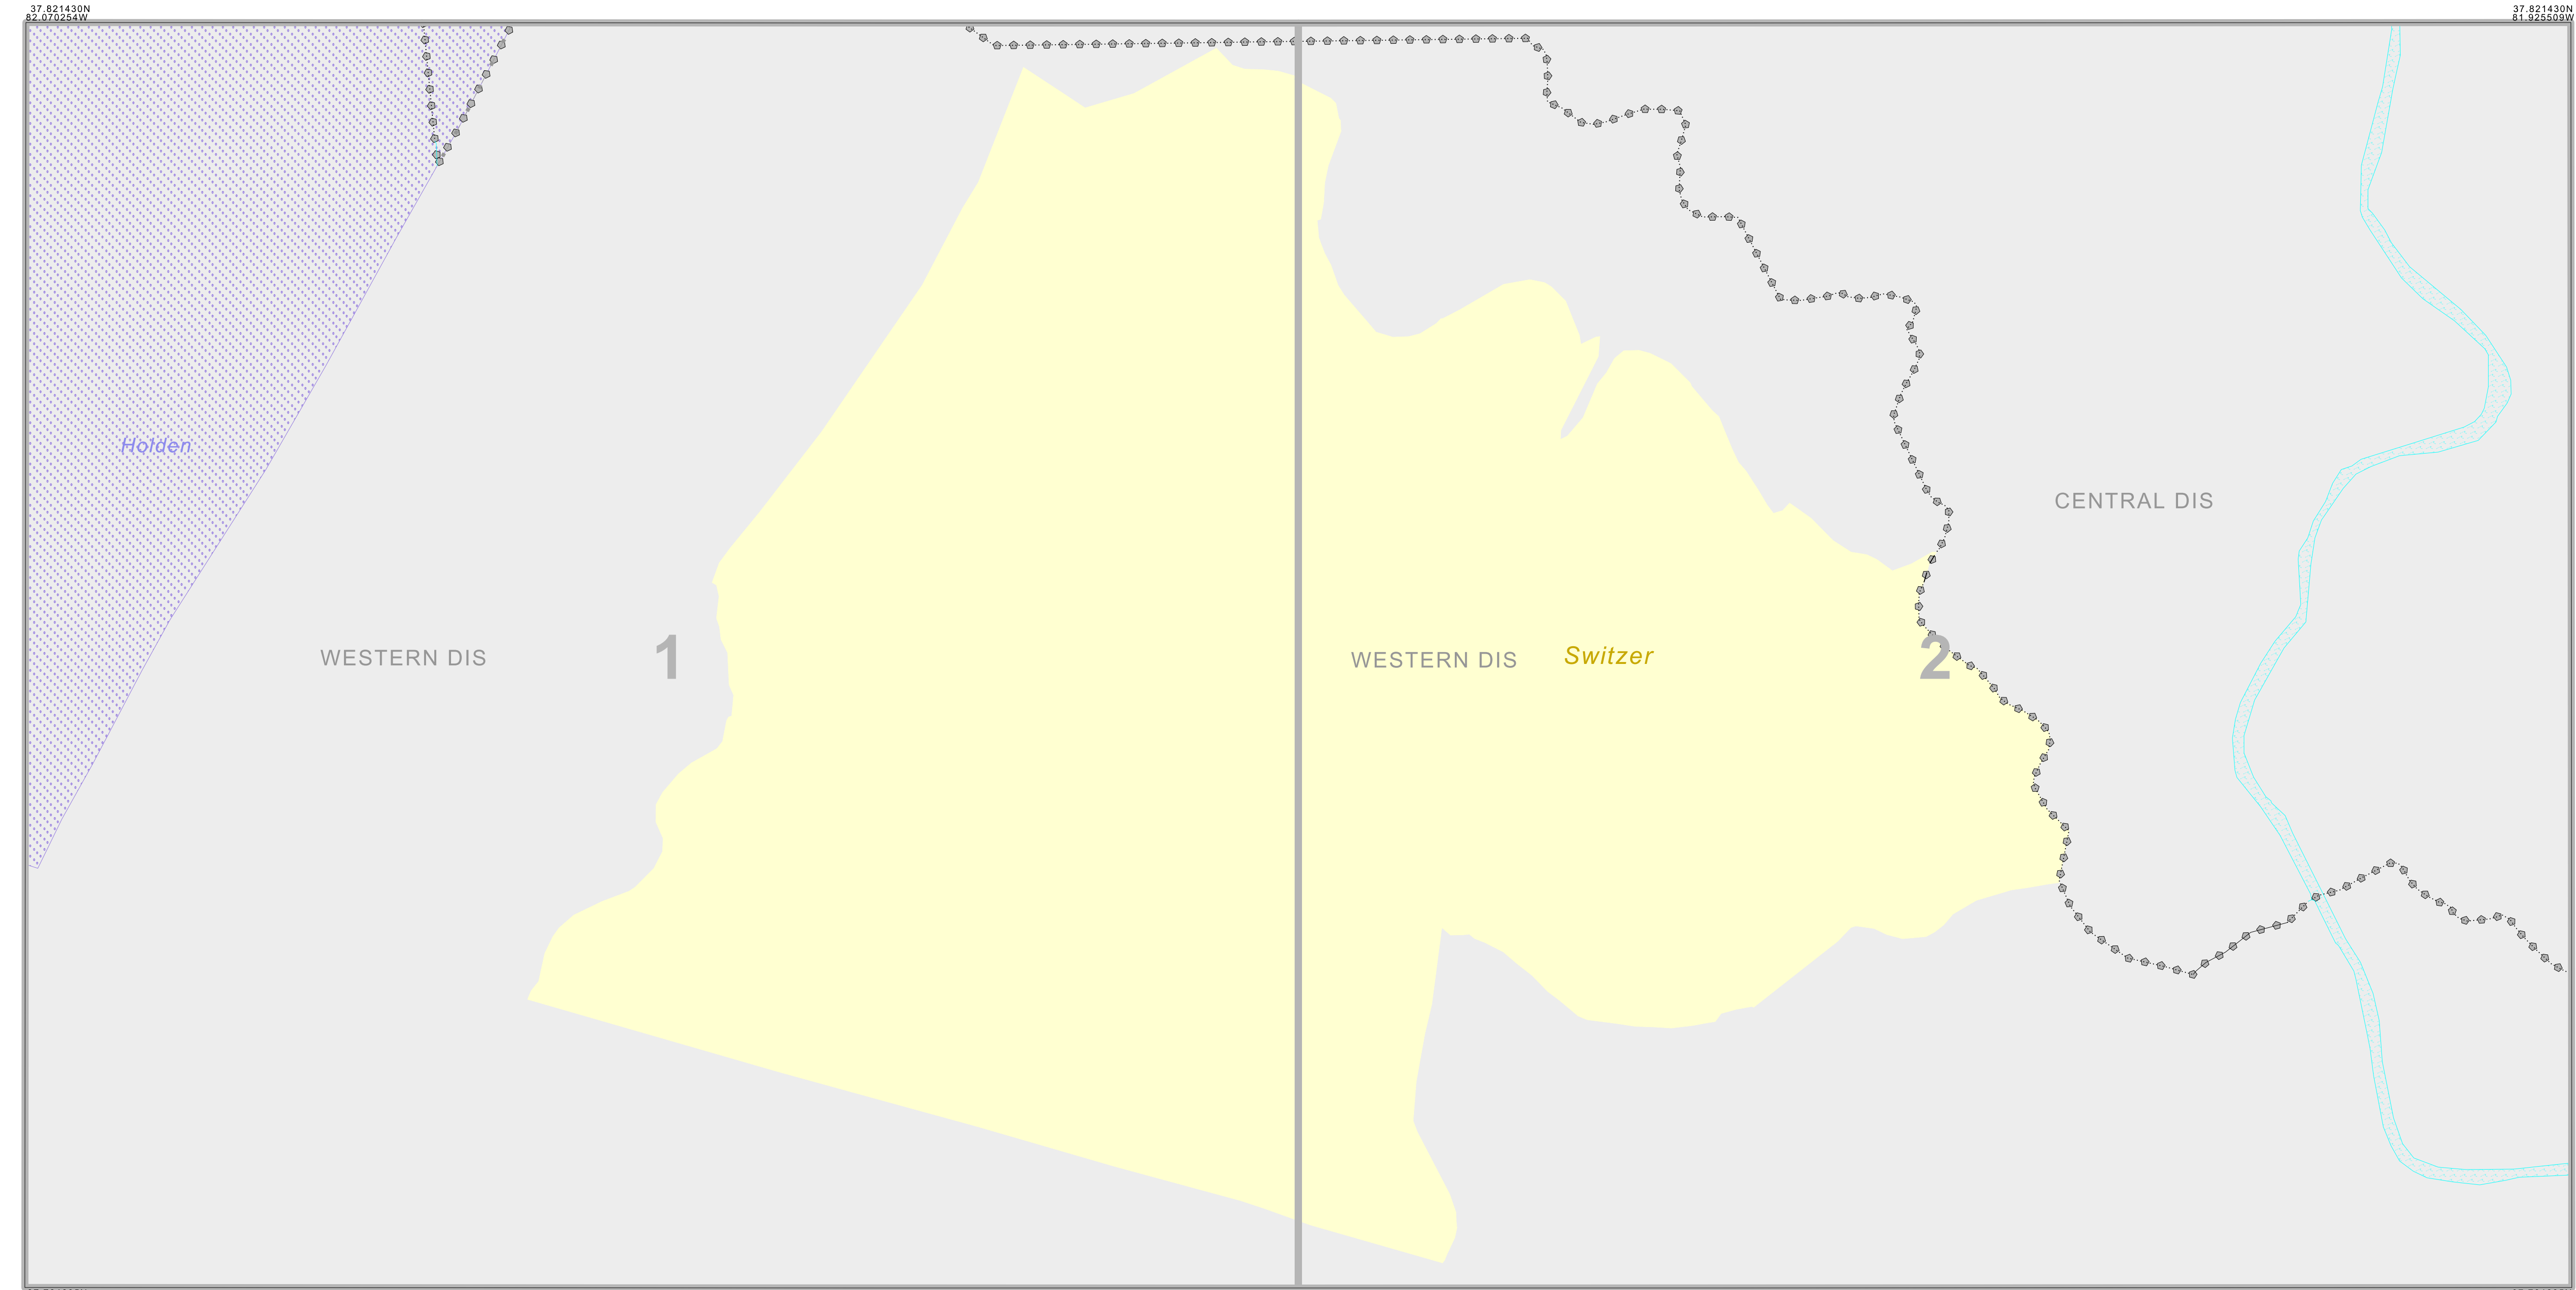 37.821430N
82.070254W
37.821430N
81.925509W
Holden
CENTRAL DIS
WESTERN DIS
1
WESTERN DIS
Switzer
2